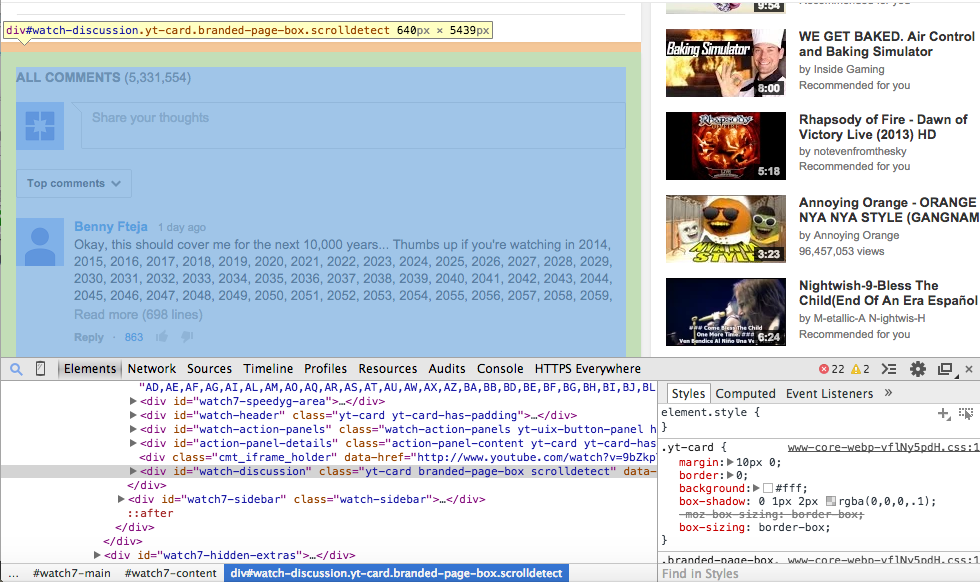 div#watch-discussion.yt-card.branded-page-box.scrolldetect 640px × 5439px
ALL COMMENTS (5,331,554)
Share your thoughts
Top comments
Benny Fteja 1 day ago
Okay, this should cover me for the next 10,000 years... Thumbs up if you're watching in 2014,
2015, 2016, 2017, 2018, 2019, 2020, 2021, 2022, 2023, 2024, 2025, 2026, 2027, 2028, 2029,
2030, 2031, 2032, 2033, 2034, 2035, 2036, 2037, 2038, 2039, 2040, 2041, 2042, 2043, 2044,
2045, 2046, 2047, 2048, 2049, 2050, 2051, 2052, 2053, 2054, 2055, 2056, 2057, 2058, 2059,
Read more (698 lines)
Reply · 863
9:54
Recommended for you
Baking Simulator
8:00
WE GET BAKED. Air Control
and Baking Simulator
by Inside Gaming
Recommended for you
Rhapsody
LIVE
5:18
Rhapsody of Fire - Dawn of
Victory Live (2013) HD
by notevenfromthesky
Recommended for you
NYANYA
STYLE
3:23
Annoying Orange - ORANGE
NYA NYA STYLE (GANGNAM
by Annoying Orange
96,457,053 views
### Come Bless The Child
One More Time. ###
Ven Bendice Al Niño Una Ve
6:24
Nightwish-9-Bless The
Child(End Of An Era Español
by M-etallic-A N-ightwis-H
Recommended for you
Elements Network Sources Timeline Profiles Resources Audits Console HTTPS Everywhere 22 2
"AD,AE,AF,AG,AI,AL,AM,AO,AQ,AR,AS,AT,AU,AW,AX,AZ,BA,BB,BD,BE,BF,BG,BH,BI,BJ,BL
<div id="watch7-speedyg-area">…</div>
<div id="watch-header" class="yt-card yt-card-has-padding">…</div>
<div id="watch-action-panels" class="watch-action-panels yt-uix-button-panel h
<div id="action-panel-details" class="action-panel-content yt-card yt-card-has
<div class="cmt_iframe_holder" data-href="http://www.youtube.com/watch?v=9bZkp
<div id="watch-discussion" class="yt-card branded-page-box scrolldetect" data-
</div>
<div id="watch7-sidebar" class="watch-sidebar">…</div>
::after
</div>
</div>
<div id="watch7-hidden-extras">…</div>
... #watch7-main #watch7-content div#watch-discussion.yt-card.branded-page-box.scrolldetect
Styles Computed Event Listeners »
element.style {
}
.yt-card { www-core-webp-vflNy5pdH.css:1
margin: 10px 0;
border: 0;
background: #fff;
box-shadow: 0 1px 2px rgba(0,0,0,.1);
-moz-box-sizing: border-box;
box-sizing: border-box;
}
.branded-page-box, www-core-webp-vflNy5pdH.css:1
Find in Styles